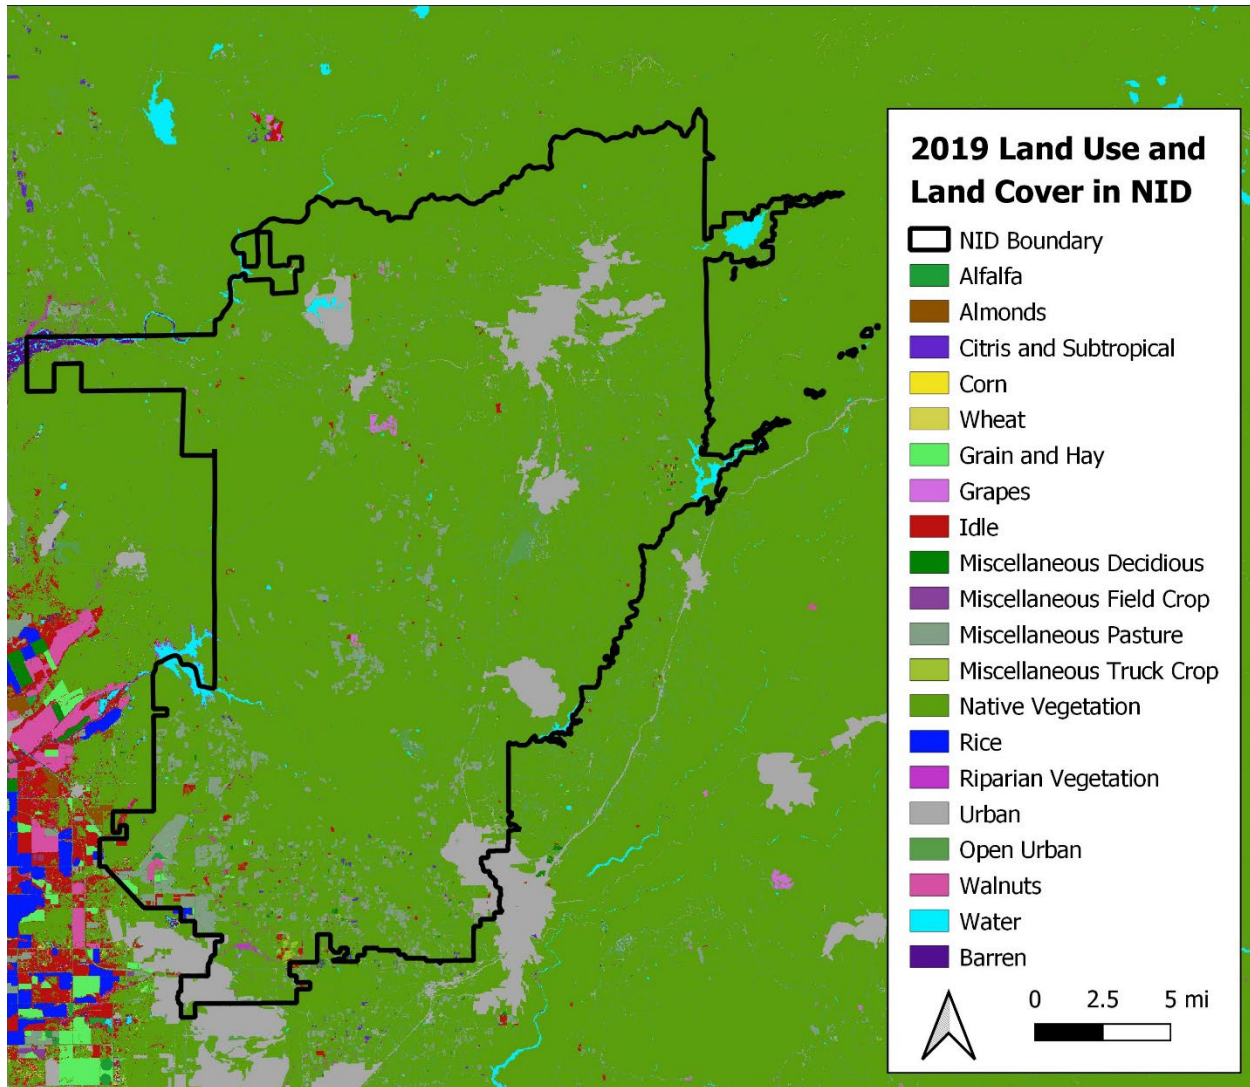 2019 Land Use and
Land Cover in NID
NID Boundary
Alfalfa
Almonds
Citris and Subtropical
Corn
Wheat
Grain and Hay
Grapes
Idle
Miscellaneous Decidious
Miscellaneous Field Crop
Miscellaneous Pasture
Miscellaneous Truck Crop
Native Vegetation
Rice
Riparian Vegetation
Urban
Open Urban
Walnuts
Water
Barren
0 2.5 5 mi